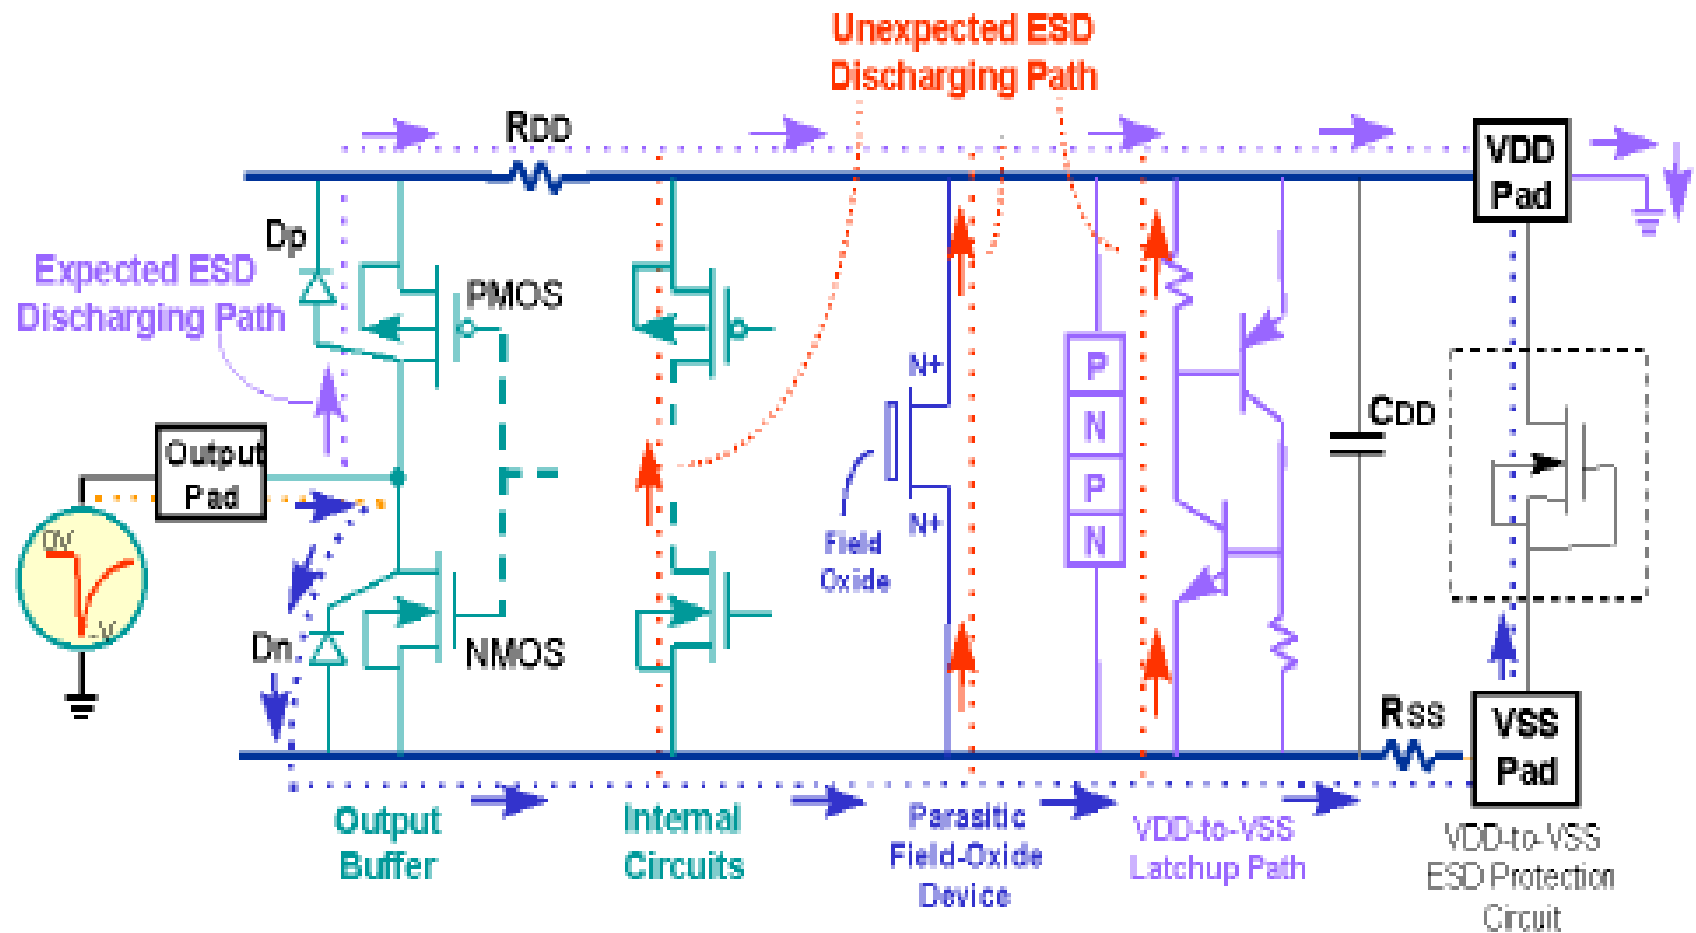 Unexpected ESD
Discharging Path
RDD
VDD
Pad
Dp
Expected ESD
Discharging Path
PMOS
N+
P
N
P
N
CDD
Output
Pad
Field
Oxide
N+
0V
-V
Dn
NMOS
RSS
VSS
Pad
Output
Buffer
Internal
Circuits
Parasitic
Field-Oxide
Device
VDD-to-VSS
Latchup Path
VDD-to-VSS
ESD Protection
Circuit